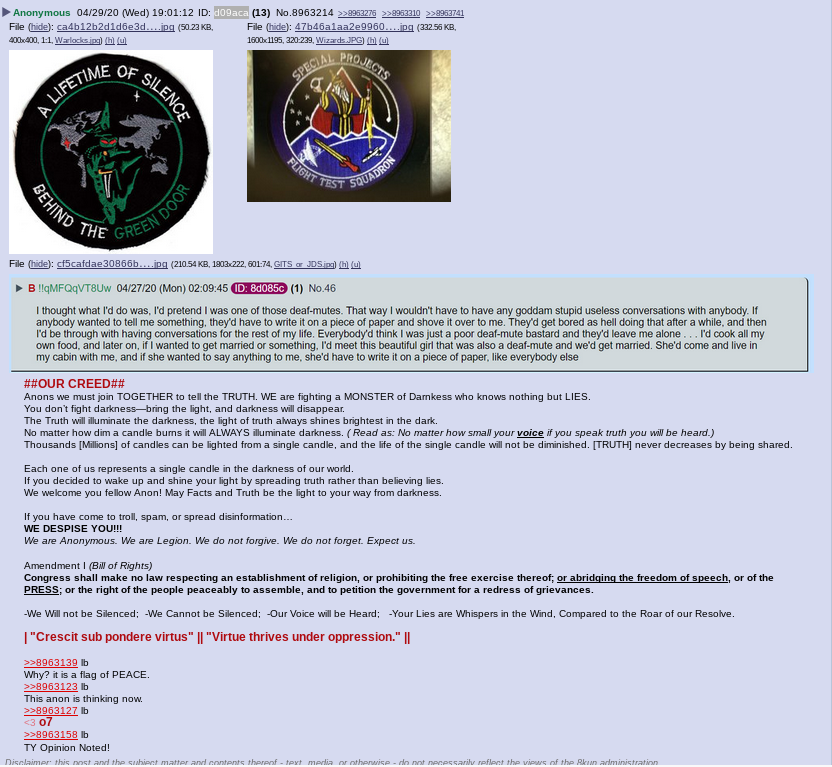 Anonymous 04/29/20 (Wed) 19:01:12 ID: d09aca (13) No.8963214 >>8963276 >>8963310 >>8963741
File (hide): ca4b12b2d1d6e3d….jpg (50.23 KB, 400x400, 1:1, Warlocks.jpg) (h) (u)
File (hide): 47b46a1aa2e9960….jpg (332.56 KB, 1600x1195, 320:239, Wizards.JPG) (h) (u)
A LIFETIME OF SILENCE
BEHIND THE GREEN DOOR
SPECIAL PROJECTS
FLIGHT TEST SQUADRON
File (hide): cf5cafdae30866b….jpg (210.54 KB, 1803x222, 601:74, GITS_or_JDS.jpg) (h) (u)
B !!qMFQqVT8Uw 04/27/20 (Mon) 02:09:45 ID: 8d085c (1) No.46
I thought what I'd do was, I'd pretend I was one of those deaf-mutes. That way I wouldn't have to have any goddam stupid useless conversations with anybody. If
anybody wanted to tell me something, they'd have to write it on a piece of paper and shove it over to me. They'd get bored as hell doing that after a while, and then
I'd be through with having conversations for the rest of my life. Everybody'd think I was just a poor deaf-mute bastard and they'd leave me alone . . . I'd cook all my
own food, and later on, if I wanted to get married or something, I'd meet this beautiful girl that was also a deaf-mute and we'd get married. She'd come and live in
my cabin with me, and if she wanted to say anything to me, she'd have to write it on a piece of paper, like everybody else
##OUR CREED##
Anons we must join TOGETHER to tell the TRUTH. WE are fighting a MONSTER of Darnkess who knows nothing but LIES.
You don't fight darkness—bring the light, and darkness will disappear.
The Truth will illuminate the darkness, the light of truth always shines brightest in the dark.
No matter how dim a candle burns it will ALWAYS illuminate darkness. ( Read as: No matter how small your voice if you speak truth you will be heard.)
Thousands [Millions] of candles can be lighted from a single candle, and the life of the single candle will not be diminished. [TRUTH] never decreases by being shared.
Each one of us represents a single candle in the darkness of our world.
If you decided to wake up and shine your light by spreading truth rather than believing lies.
We welcome you fellow Anon! May Facts and Truth be the light to your way from darkness.
If you have come to troll, spam, or spread disinformation…
WE DESPISE YOU!!!
We are Anonymous. We are Legion. We do not forgive. We do not forget. Expect us.
Amendment I (Bill of Rights)
Congress shall make no law respecting an establishment of religion, or prohibiting the free exercise thereof; or abridging the freedom of speech, or of the
PRESS; or the right of the people peaceably to assemble, and to petition the government for a redress of grievances.
-We Will not be Silenced; -We Cannot be Silenced; -Our Voice will be Heard; -Your Lies are Whispers in the Wind, Compared to the Roar of our Resolve.
| "Crescit sub pondere virtus" || "Virtue thrives under oppression." ||
>>8963139 lb
Why? it is a flag of PEACE.
>>8963123 lb
This anon is thinking now.
>>8963127 lb
<3 o7
>>8963158 lb
TY Opinion Noted!
Disclaimer: this post and the subject matter and contents thereof - text, media, or otherwise - do not necessarily reflect the views of the 8kun administration.